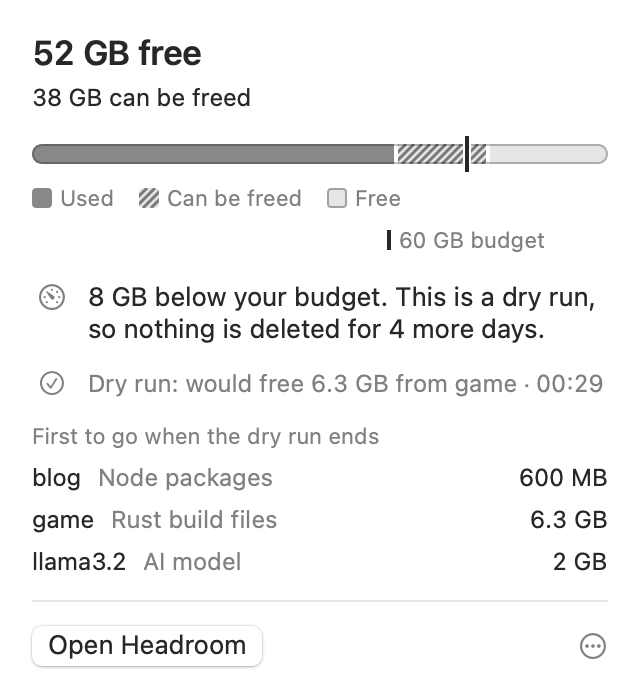 52 GB free
38 GB can be freed
Used Can be freed Free
60 GB budget
8 GB below your budget. This is a dry run,
so nothing is deleted for 4 more days.
Dry run: would free 6.3 GB from game · 00:29
First to go when the dry run ends
blog Node packages 600 MB
game Rust build files 6.3 GB
llama3.2 AI model 2 GB
Open Headroom